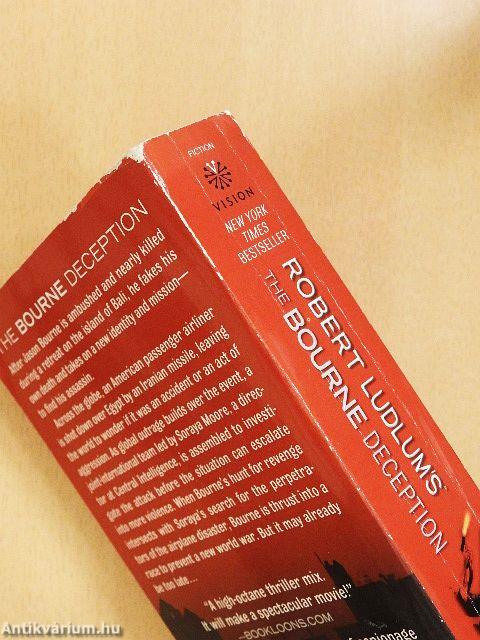 THE BOURNE DECEPTION
After Jason Bourne is ambushed and nearly killed
during a retreat on the island of Bali, he fakes his
own death and takes on a new identity and mission—
to find his assassin.
Across the globe, an American passenger airliner
is shot down over Egypt by an Iranian missile, leaving
the world to wonder if it was an accident or an act of
aggression. As global outrage builds over the event, a
joint international team led by Soraya Moore, a direc-
tor at Central Intelligence, is assembled to investi-
gate the attack before the situation can escalate
into more violence. When Bourne's hunt for revenge
intersects with Soraya's search for the perpetra-
tors of the airplane disaster, Bourne is thrust into a
race to prevent a new world war. But it may already
be too late . . .
"A high-octane thriller mix.
It will make a spectacular movie!"
—BOOKLOONS.COM
espionage
FICTION
VISION
NEW YORK
TIMES
BESTSELLER
ROBERT LUDLUM'S
THE BOURNE DECEPTION
Antikvárium.hu